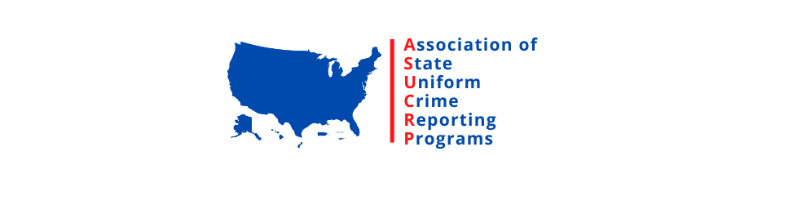 Association of
State
Uniform
Crime
Reporting
Programs